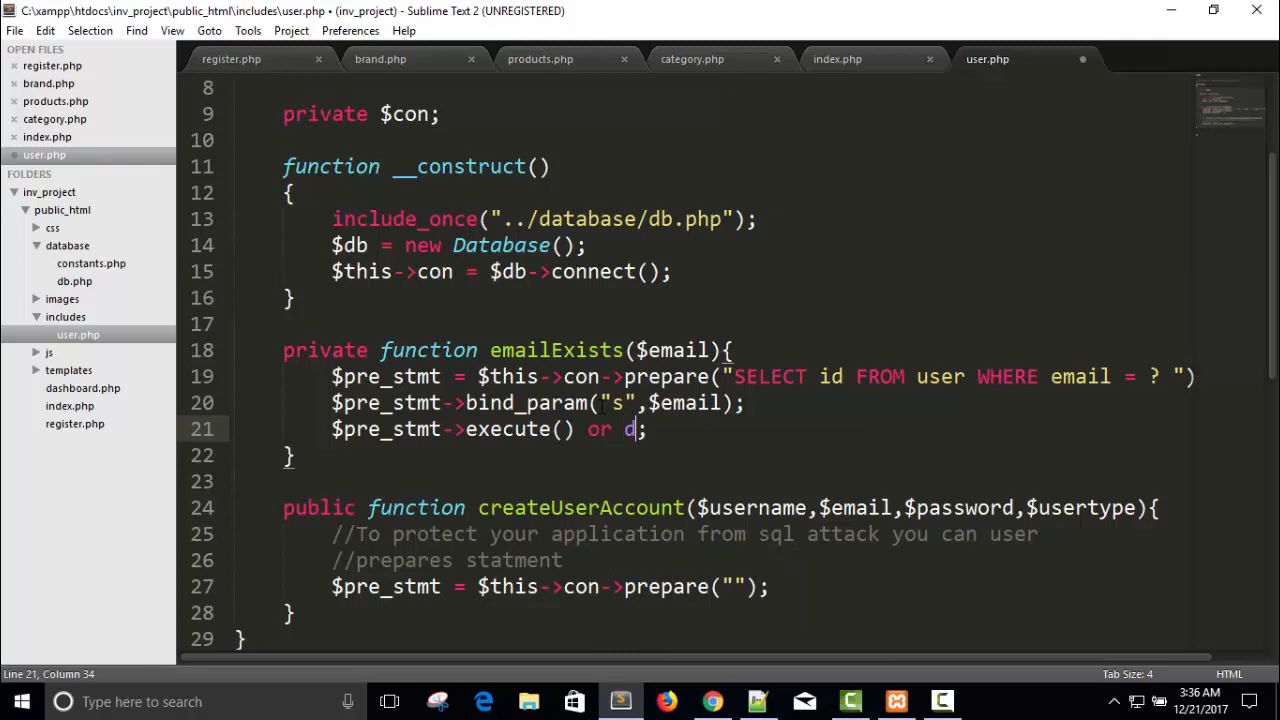 C:\xampp\htdocs\inv_project\public_html\includes\user.php • (inv_project) - Sublime Text 2 (UNREGISTERED)
File Edit Selection Find View Goto Tools Project Preferences Help
OPEN FILES
register.php
brand.php
products.php
category.php
index.php
user.php
FOLDERS
inv_project
public_html
css
database
constants.php
db.php
images
includes
user.php
js
templates
dashboard.php
index.php
register.php
register.php brand.php products.php category.php index.php user.php
8
9 private $con;
10
11 function __construct()
12 {
13 include_once("../database/db.php");
14 $db = new Database();
15 $this->con = $db->connect();
16 }
17
18 private function emailExists($email){
19 $pre_stmt = $this->con->prepare("SELECT id FROM user WHERE email = ? ")
20 $pre_stmt->bind_param("s",$email);
21 $pre_stmt->execute() or d;
22 }
23
24 public function createUserAccount($username,$email,$password,$usertype){
25 //To protect your application from sql attack you can user
26 //prepares statment
27 $pre_stmt = $this->con->prepare("");
28 }
29 }
Line 21, Column 34 Tab Size: 4 HTML
Type here to search
3:36 AM
12/21/2017